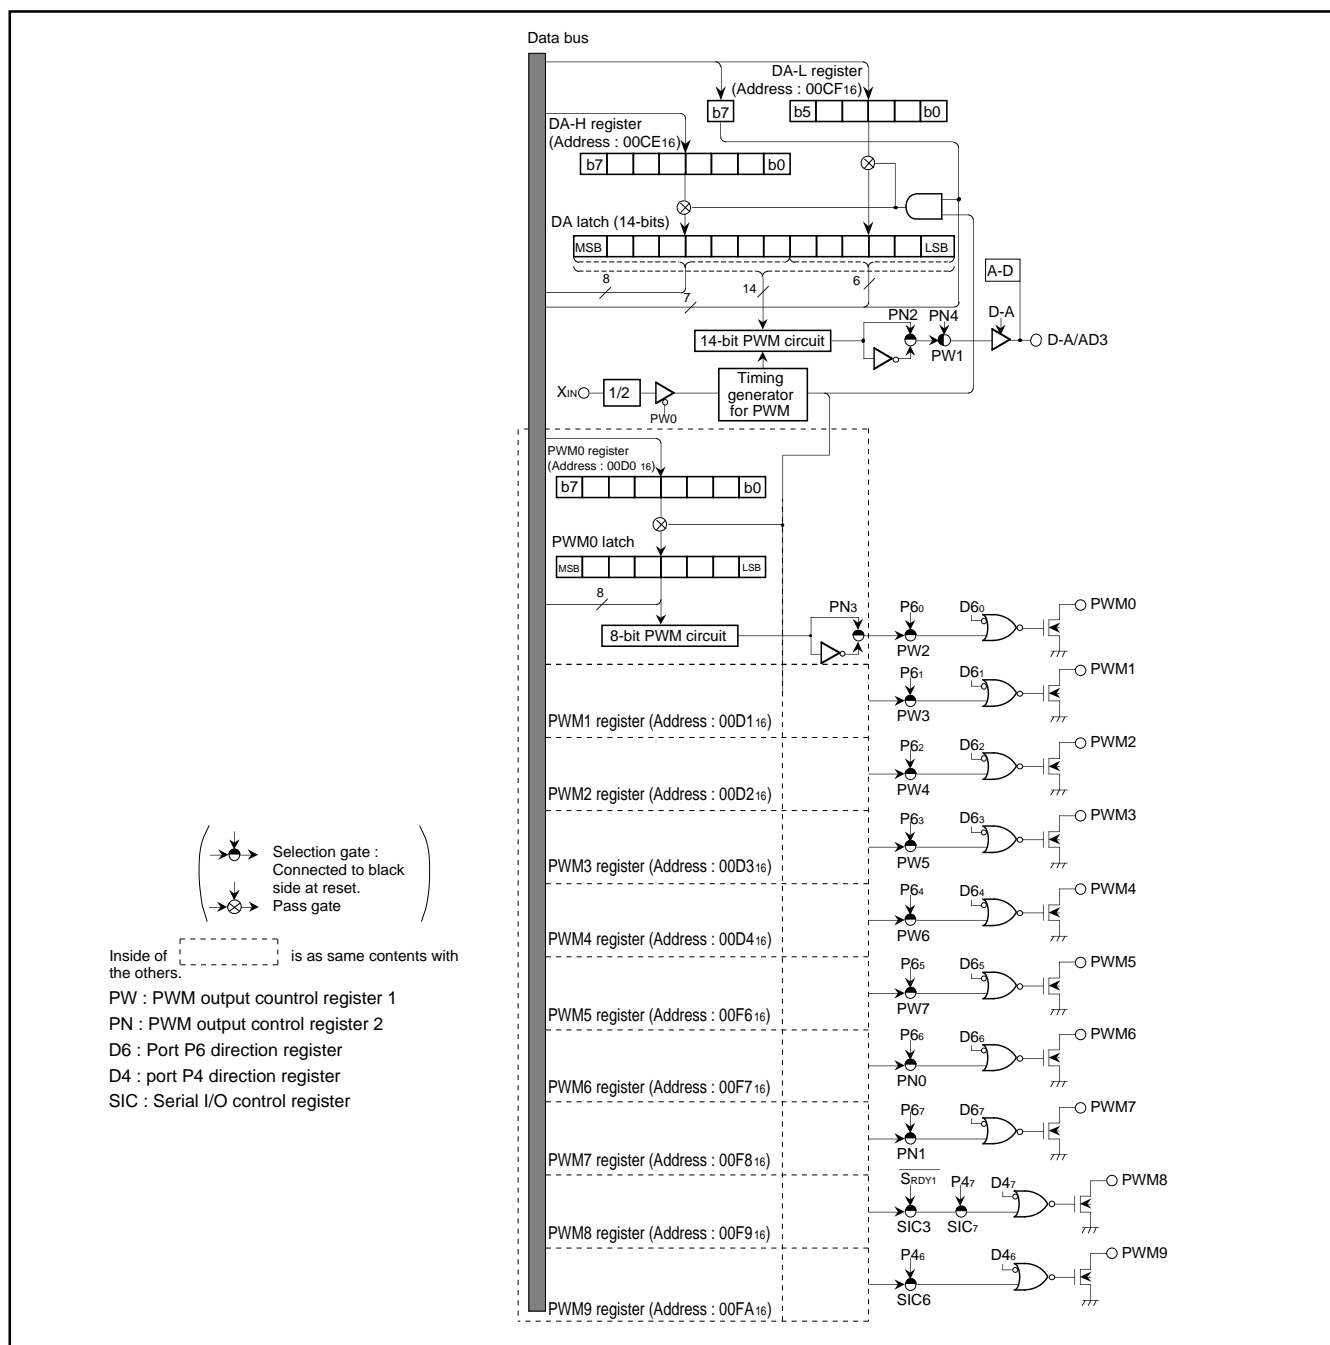 Data bus
DA-L register
(Address : 00CF16)
b7
b5
b0
DA-H register
(Address : 00CE16)
b7
b0
DA latch (14-bits)
MSB
LSB
8
14
6
7
A-D
PN2
PN4
D-A
14-bit PWM circuit
PW1
D-A/AD3
XIN
1/2
PW0
Timing
generator
for PWM
PWM0 register
(Address : 00D0 16)
b7
b0
PWM0 latch
MSB
LSB
8
8-bit PWM circuit
PN3
P60
PW2
D60
PWM0
P61
PW3
D61
PWM1
PWM1 register (Address : 00D116)
P62
PW4
D62
PWM2
PWM2 register (Address : 00D216)
P63
PW5
D63
PWM3
PWM3 register (Address : 00D316)
P64
PW6
D64
PWM4
PWM4 register (Address : 00D416)
P65
PW7
D65
PWM5
PWM5 register (Address : 00F616)
P66
PN0
D66
PWM6
PWM6 register (Address : 00F716)
P67
PN1
D67
PWM7
PWM7 register (Address : 00F816)
SRDY1
SIC3
P47
SIC7
D47
PWM8
PWM8 register (Address : 00F916)
P46
SIC6
D46
PWM9
PWM9 register (Address : 00FA16)
Selection gate :
Connected to black
side at reset.
Pass gate
Inside of is as same contents with
the others.
PW : PWM output countrol register 1
PN : PWM output control register 2
D6 : Port P6 direction register
D4 : port P4 direction register
SIC : Serial I/O control register